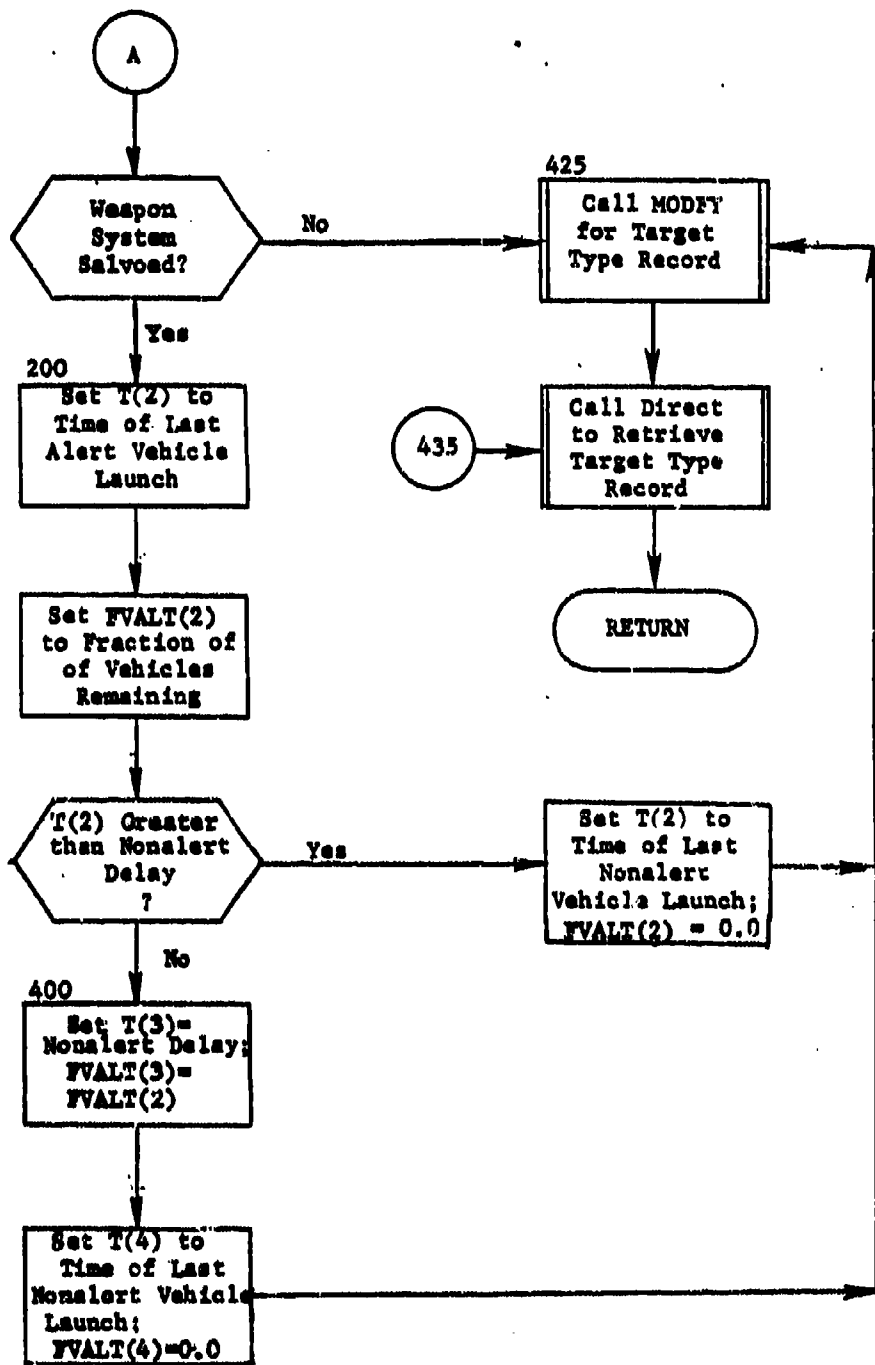 A
Weapon
System
Salvoed?
No
Yes
425
Call MODFY
for Target
Type Record
200
Set T(2) to
Time of Last
Alert Vehicle
Launch
435
Call Direct
to Retrieve
Target Type
Record
Set FVALT(2)
to Fraction of
of Vehicles
Remaining
RETURN
T(2) Greater
than Nonalert
Delay
?
Yes
No
Set T(2) to
Time of Last
Nonalert
Vehicle Launch;
FVALT(2) = 0.0
400
Set T(3)=
Nonalert Delay;
FVALT(3)=
FVALT(2)
Set T(4) to
Time of Last
Nonalert Vehicle
Launch;
FVALT(4)=0.0